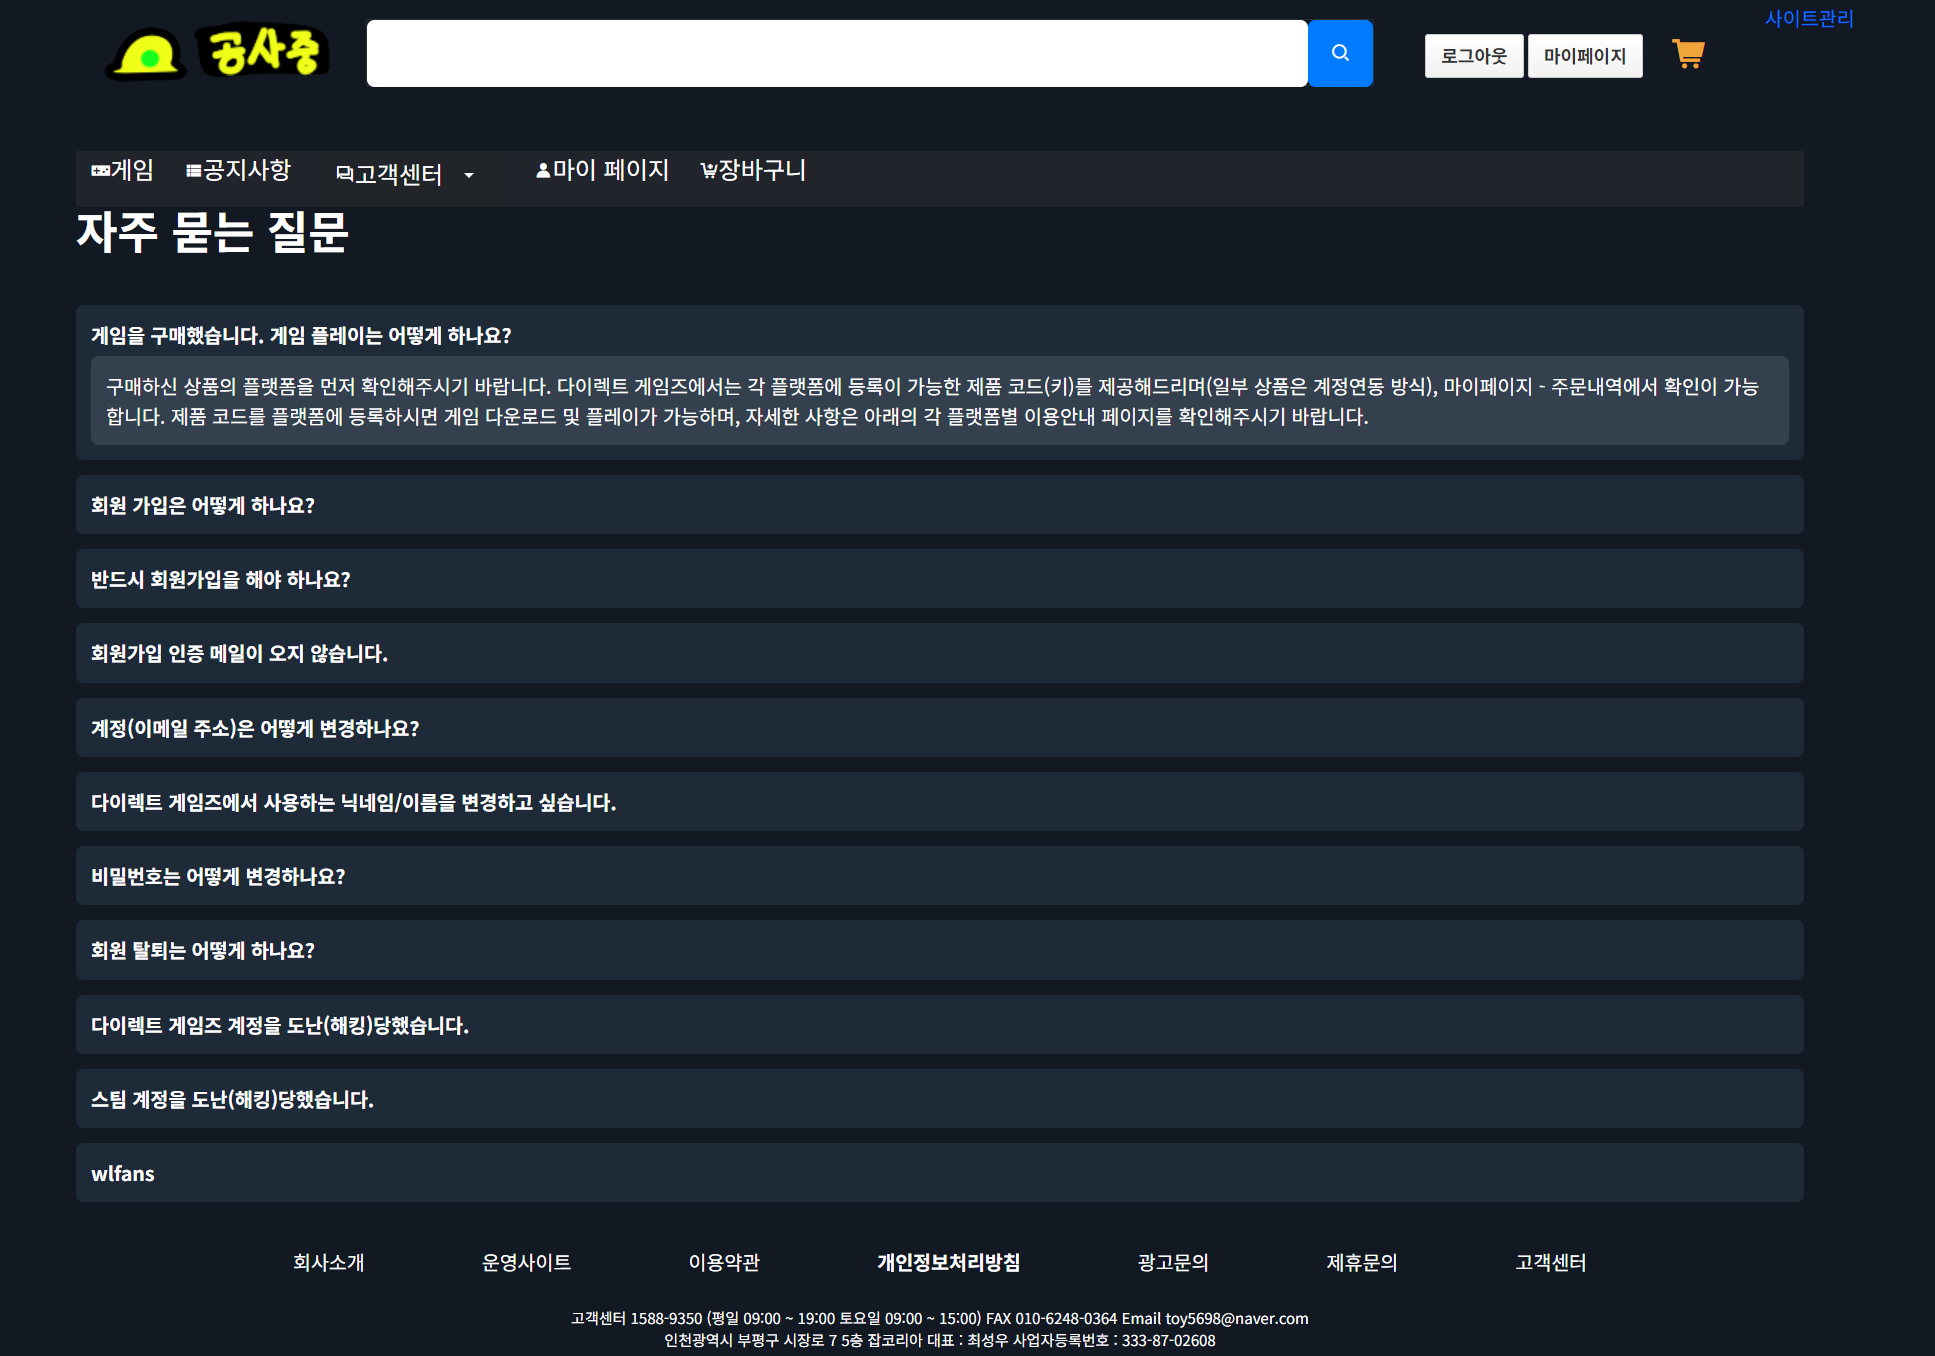 공사중
사이트관리
로그아웃 마이페이지
게임 공지사항 고객센터 마이 페이지 장바구니
자주 묻는 질문
게임을 구매했습니다. 게임 플레이는 어떻게 하나요?
구매하신 상품의 플랫폼을 먼저 확인해주시기 바랍니다. 다이렉트 게임즈에서는 각 플랫폼에 등록이 가능한 제품 코드(키)를 제공해드리며(일부 상품은 계정연동 방식), 마이페이지 - 주문내역에서 확인이 가능
합니다. 제품 코드를 플랫폼에 등록하시면 게임 다운로드 및 플레이가 가능하며, 자세한 사항은 아래의 각 플랫폼별 이용안내 페이지를 확인해주시기 바랍니다.
회원 가입은 어떻게 하나요?
반드시 회원가입을 해야 하나요?
회원가입 인증 메일이 오지 않습니다.
계정(이메일 주소)은 어떻게 변경하나요?
다이렉트 게임즈에서 사용하는 닉네임/이름을 변경하고 싶습니다.
비밀번호는 어떻게 변경하나요?
회원 탈퇴는 어떻게 하나요?
다이렉트 게임즈 계정을 도난(해킹)당했습니다.
스팀 계정을 도난(해킹)당했습니다.
wlfans
회사소개 운영사이트 이용약관 개인정보처리방침 광고문의 제휴문의 고객센터
고객센터 1588-9350 (평일 09:00 ~ 19:00 토요일 09:00 ~ 15:00) FAX 010-6248-0364 Email toy5698@naver.com
인천광역시 부평구 시장로 7 5층 잡코리아 대표 : 최성우 사업자등록번호 : 333-87-02608